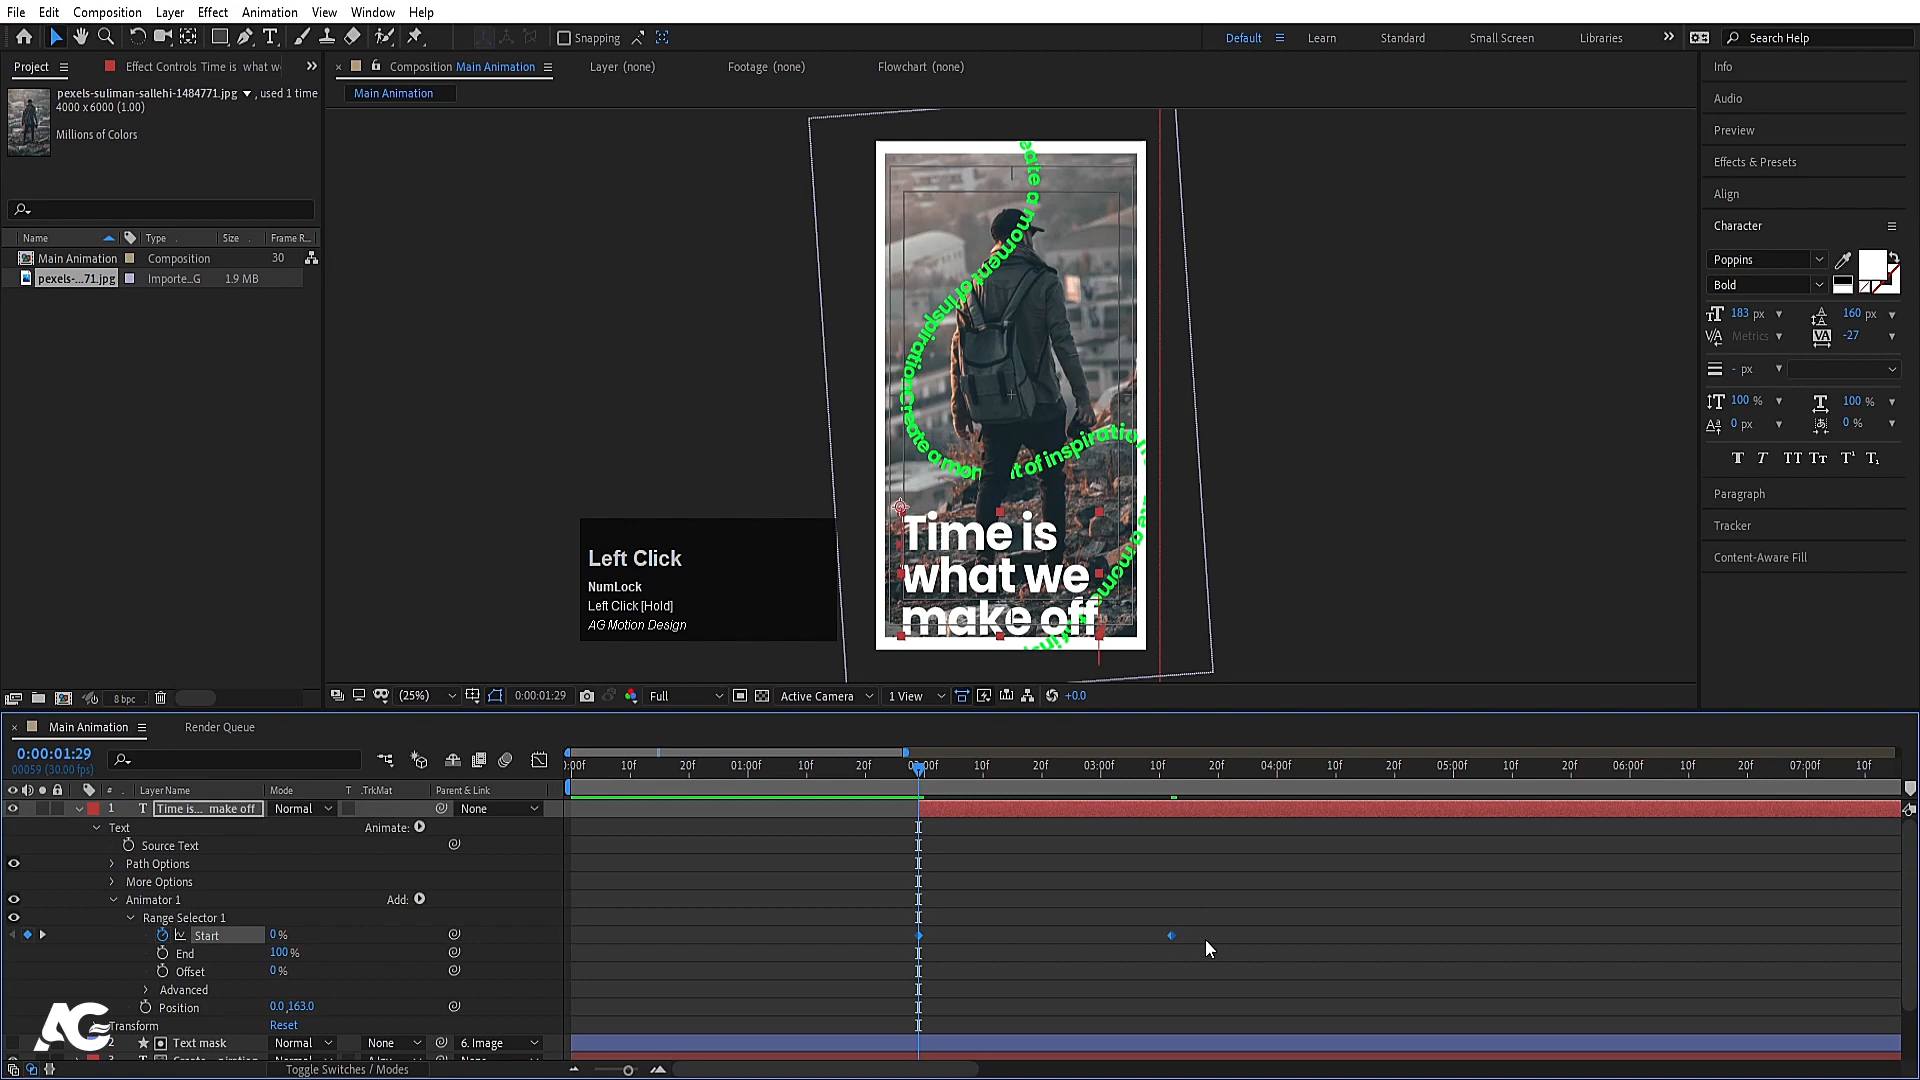 File Edit Composition Layer Effect Animation View Window Help
Snapping
Default Learn Standard Small Screen Libraries Search Help
Project Effect Controls Time is what w
pexels-suliman-sallehi-1484771.jpg , used 1 time
4000 x 6000 (1.00)
Millions of Colors
Name Type Size Frame R...
Main Animation Composition 30
pexels-...71.jpg Importe...G 1.9 MB
8 bpc
Composition Main Animation Layer (none) Footage (none) Flowchart (none)
Main Animation
a moment of inspiration
Create a mon
t of inspiratio
Time is
what we
make off
Left Click
NumLock
Left Click [Hold]
AG Motion Design
(25%) 0:00:01:29 Full Active Camera 1 View +0.0
Info
Audio
Preview
Effects & Presets
Align
Character
Poppins
Bold
183 px 160 px
Metrics -27
- px
100 % 100 %
0 px 0 %
T T TT Tr T¹ T₁
Paragraph
Tracker
Content-Aware Fill
Main Animation Render Queue
0:00:01:29
00059 (30.00 fps)
:00f 10f 20f 01:00f 10f 20f 02:00f 10f 20f 03:00f 10f 20f 04:00f 10f 20f 05:00f 10f 20f 06:00f 10f 20f 07:00f 10f
# Layer Name Mode T .TrkMat Parent & Link
1 T Time is... make off Normal None
Text Animate:
Source Text
Path Options
More Options
Animator 1 Add:
Range Selector 1
Start 0 %
End 100 %
Offset 0 %
Advanced
Position 0.0,163.0
Transform Reset
2 Text mask Normal None 6. Image
AG
Toggle Switches / Modes